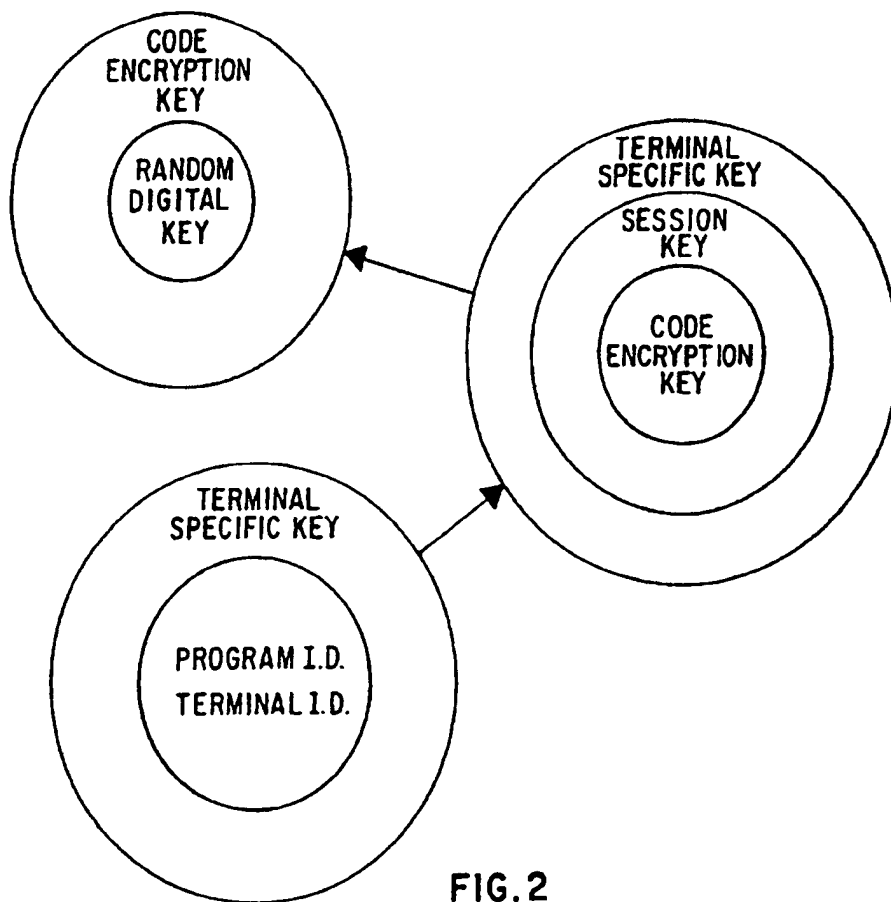 CODE
ENCRYPTION
KEY
RANDOM
DIGITAL
KEY
TERMINAL
SPECIFIC KEY
SESSION
KEY
CODE
ENCRYPTION
KEY
TERMINAL
SPECIFIC KEY
PROGRAM I.D.
TERMINAL I.D.
FIG.2